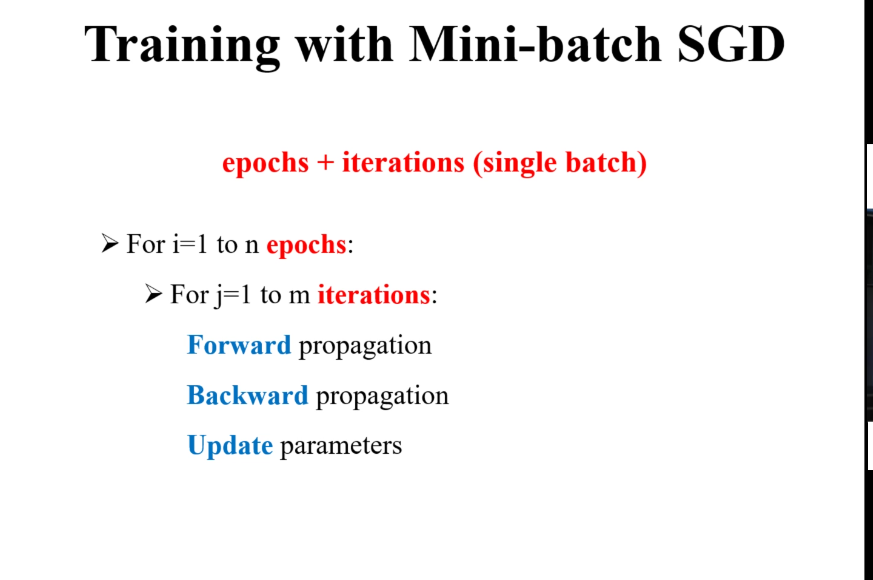 Training with Mini-batch SGD
epochs + iterations (single batch)
➢ For i=1 to n epochs:
➢ For j=1 to m iterations:
Forward propagation
Backward propagation
Update parameters